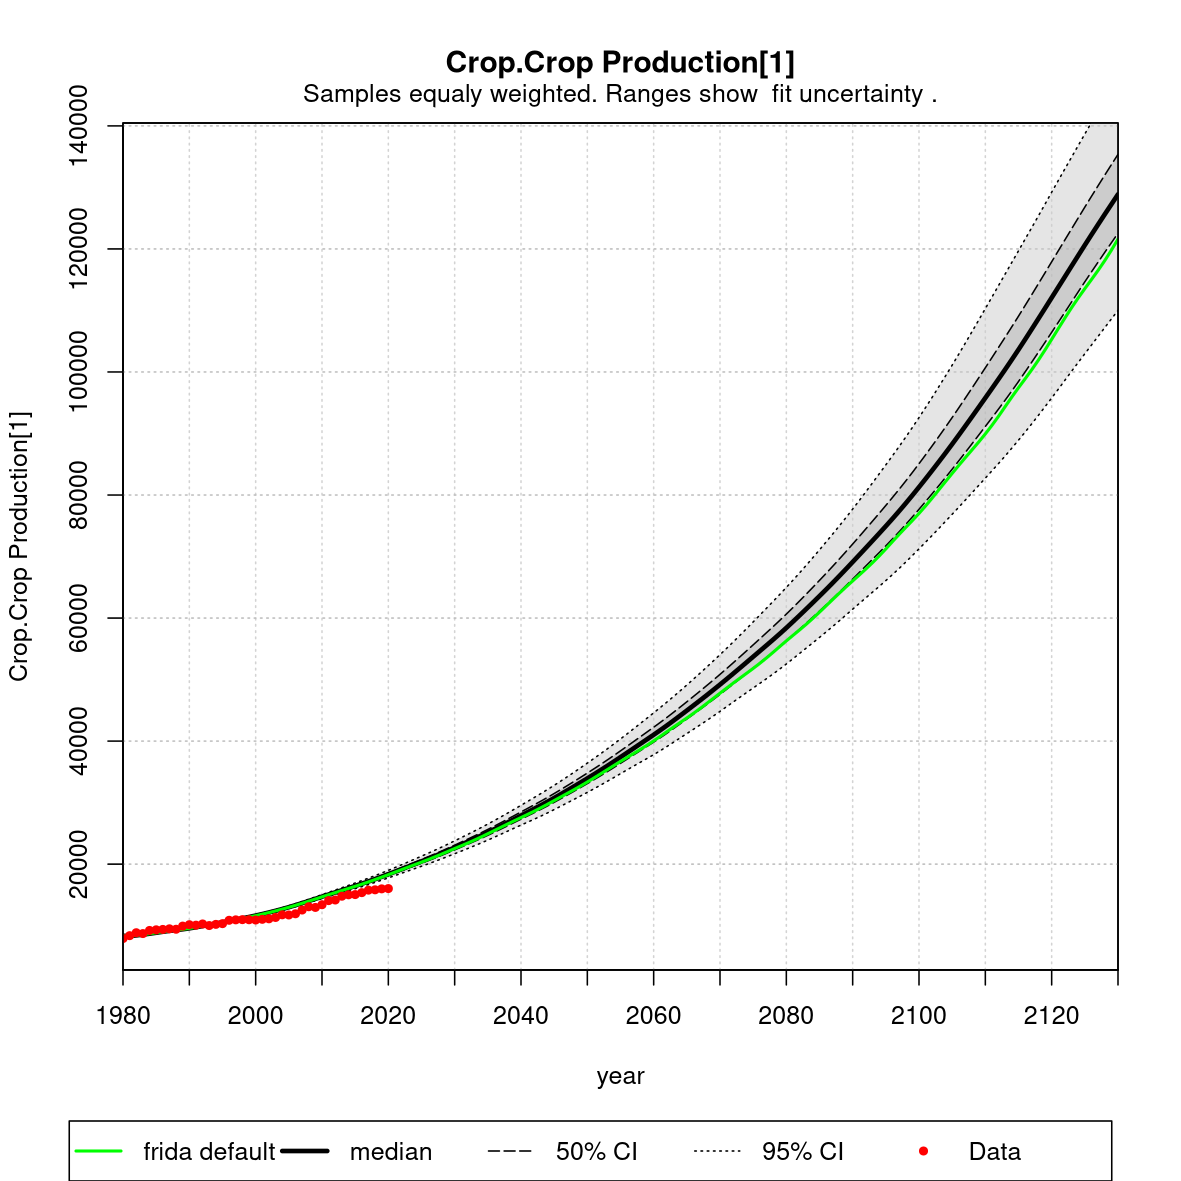 Crop.Crop Production[1]
Samples equaly weighted. Ranges show  fit uncertainty .
Crop.Crop Production[1]
140000
120000
100000
80000
60000
40000
20000
1980 2000 2020 2040 2060 2080 2100 2120
year
frida default median 50% CI 95% CI Data